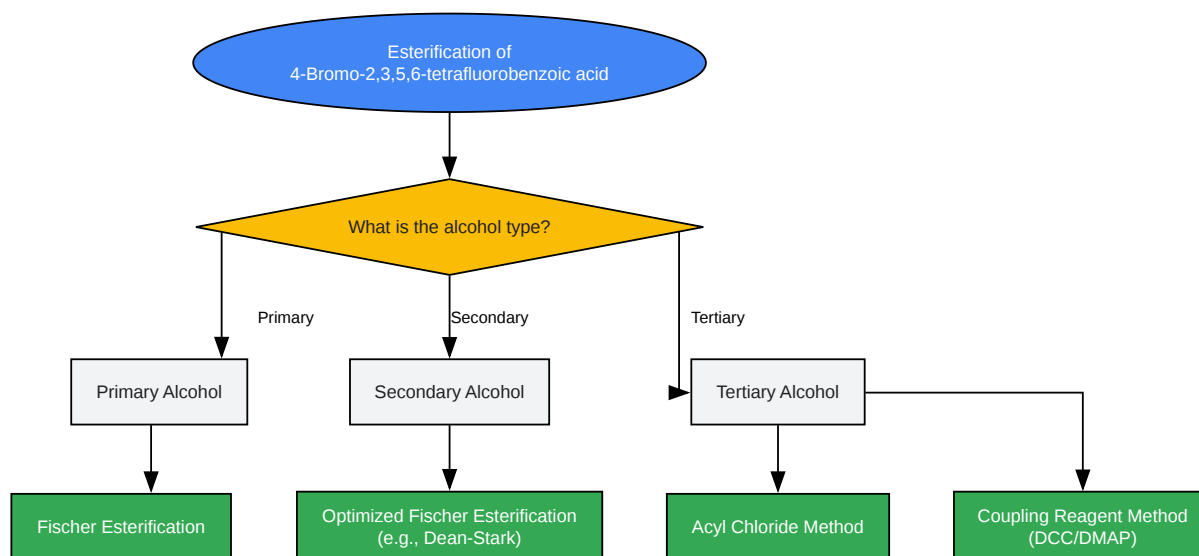 Esterification of
4-Bromo-2,3,5,6-tetrafluorobenzoic acid
What is the alcohol type?
Primary
Secondary
Tertiary
Primary Alcohol
Secondary Alcohol
Tertiary Alcohol
Fischer Esterification
Optimized Fischer Esterification
(e.g., Dean-Stark)
Acyl Chloride Method
Coupling Reagent Method
(DCC/DMAP)